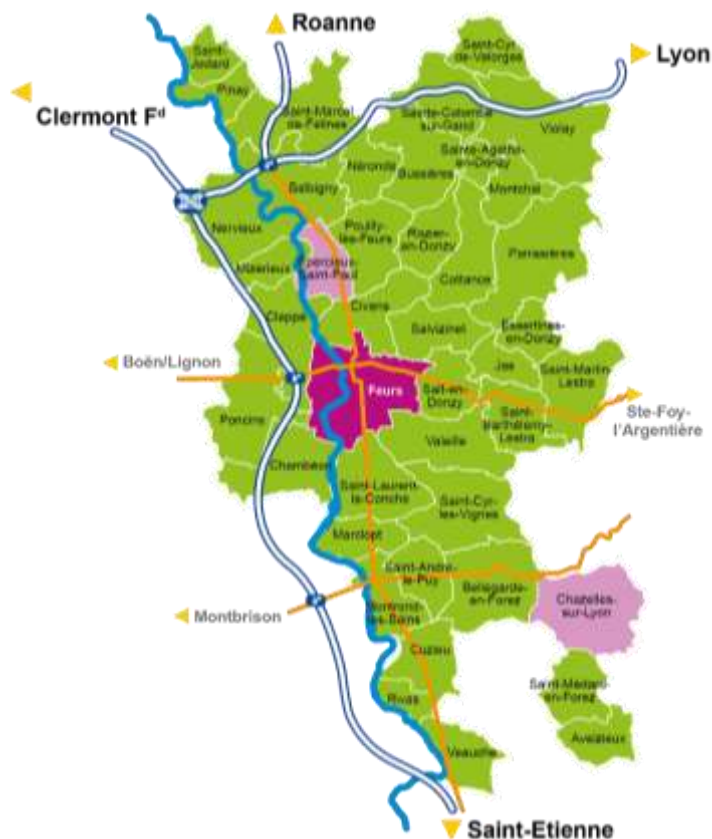 Roanne
Lyon
Clermont Fᵈ
Saint-Cyr
de-Valorges
Saint-
Jodard
Pinay
Saint-Marcel
de-Félines
Sainte-Colombe
sur-Gand
Violay
Sainte-Agathe
en-Donzy
Néronde
Bussières
Montchal
Balbigny
Nervieux
Pouilly
les-Feurs
Rozier-
en-Donzy
Panissières
Épercieux
Saint-Paul
Mizérieux
Cottance
Civens
Cleppé
Salvizinet
Essertines-
en-Donzy
Jas
Saint-Martin
Lestra
Boën/Lignon
Feurs
Salt-en
Donzy
Saint-
Barthélemy-
Lestra
Ste-Foy-
l'Argentière
Poncins
Valeille
Chambéon
Saint-Laurent
la-Conche
Saint-Cyr
les-Vignes
Marclopt
Saint-André
le-Puy
Bellegarde
en-Forez
Chazelles-
sur-Lyon
Montbrison
Montrond
les-Bains
Cuzieu
Saint-Médard
en-Forez
Rivas
Aveizieux
Veauche
Saint-Etienne